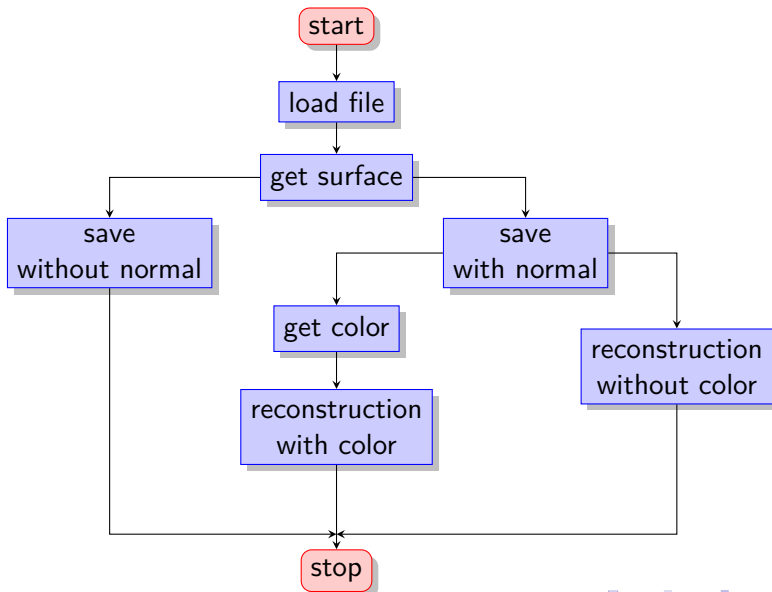 start
load file
get surface
save
without normal
save
with normal
get color
reconstruction
without color
reconstruction
with color
stop